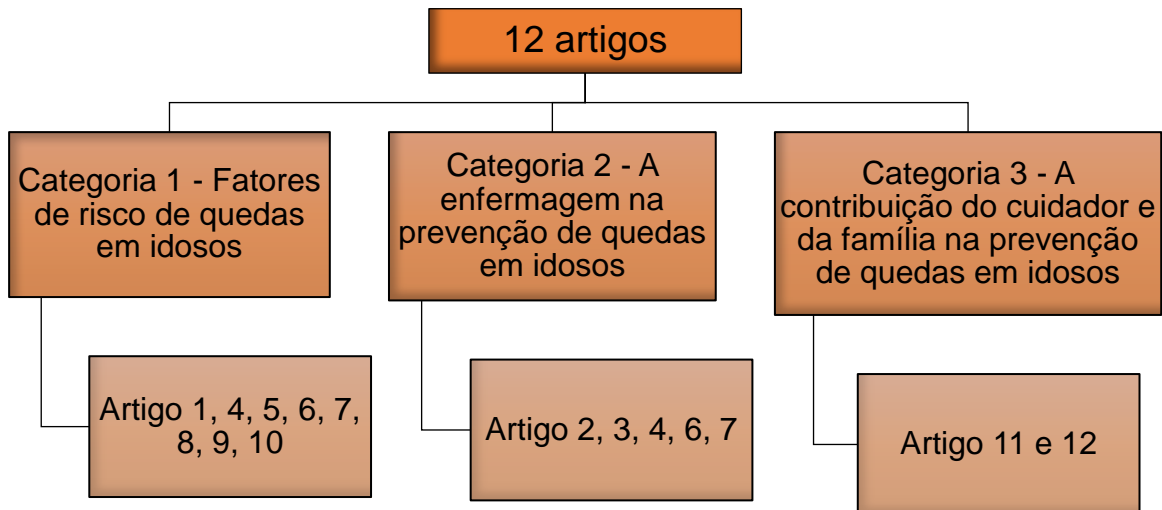 12 artigos
Categoria 1 - Fatores
de risco de quedas
em idosos
Categoria 2 - A
enfermagem na
prevenção de quedas
em idosos
Categoria 3 - A
contribuição do cuidador e
da família na prevenção
de quedas em idosos
Artigo 1, 4, 5, 6, 7,
8, 9, 10
Artigo 2, 3, 4, 6, 7
Artigo 11 e 12